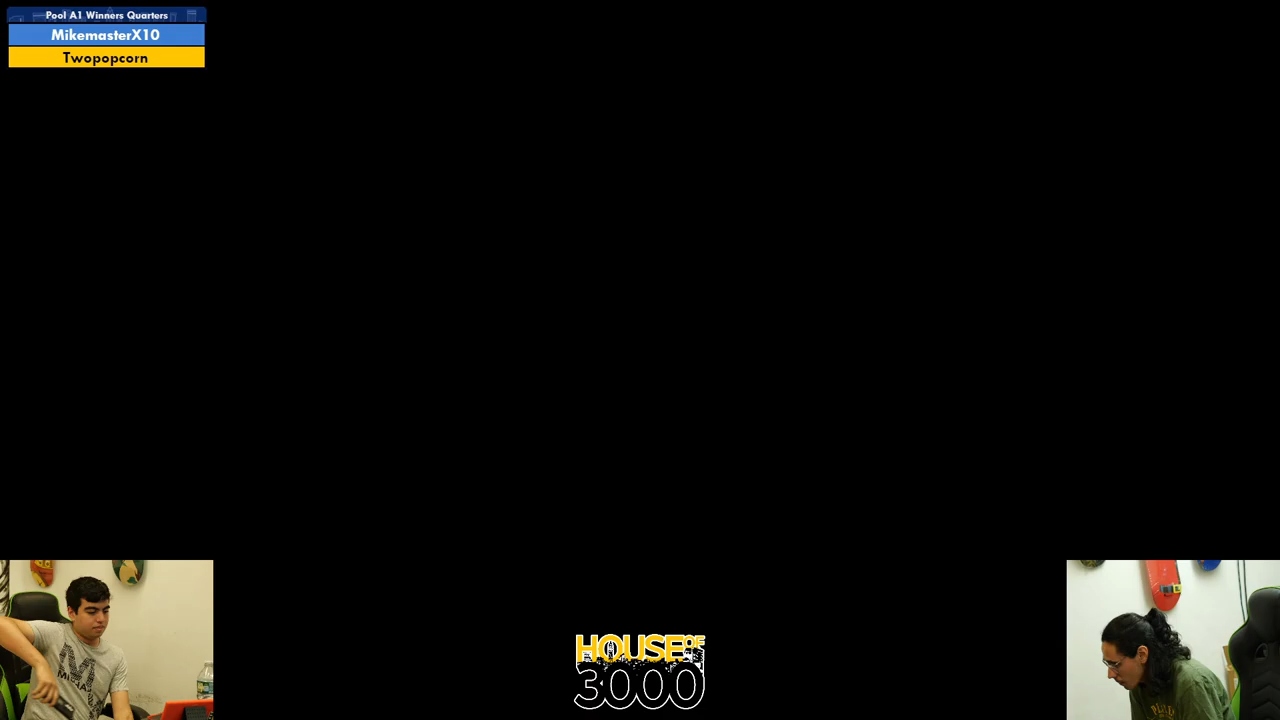 Pool A1 Winners Quarters
MikemasterX10
Twopopcorn
HOUSE OF
3000